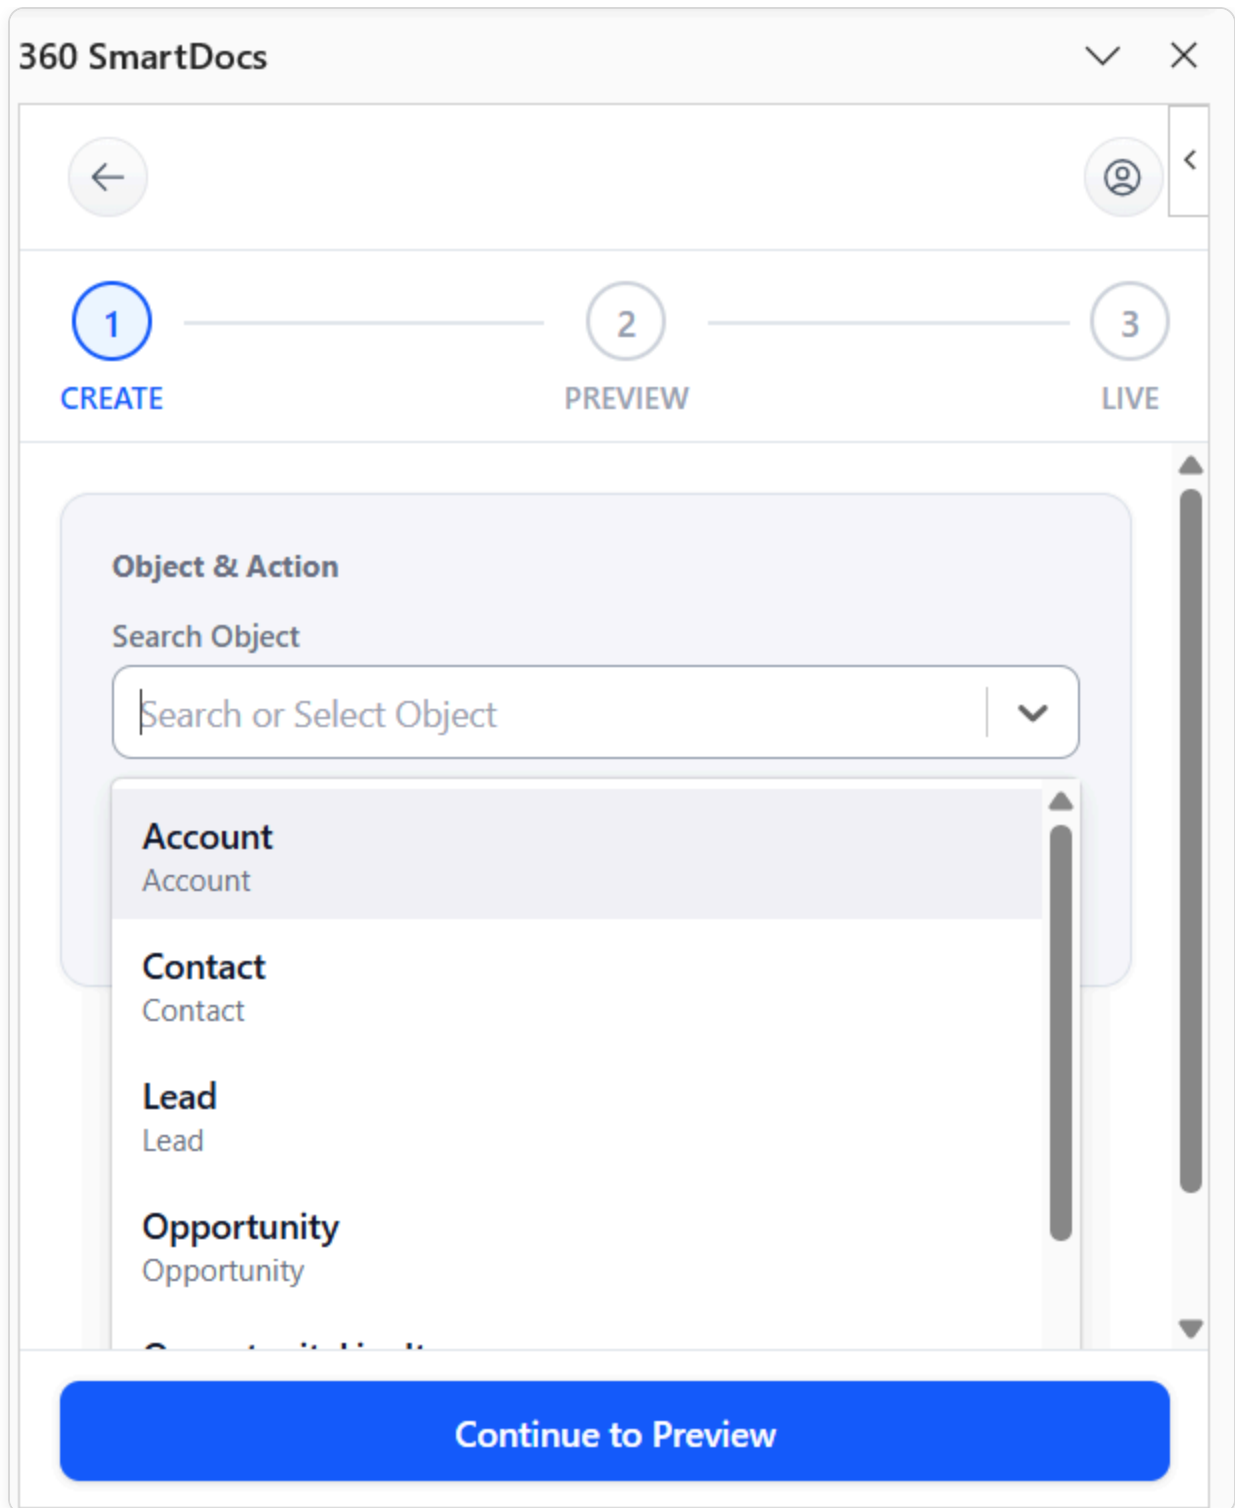 360 SmartDocs
1
2
3
CREATE
PREVIEW
LIVE
Object & Action
Search Object
Search or Select Object
Account
Account
Contact
Contact
Lead
Lead
Opportunity
Opportunity
Continue to Preview